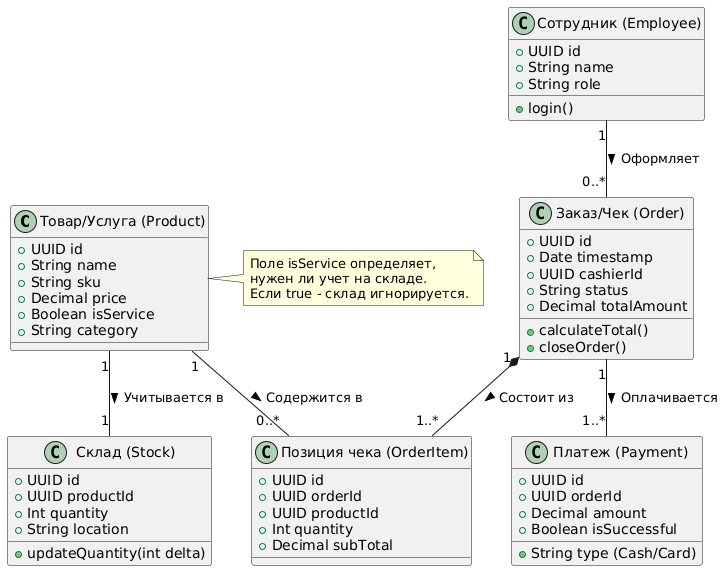 C Сотрудник (Employee)
UUID id
String name
String role
login()
1
Оформляет
0..*
C Товар/Услуга (Product)
UUID id
String name
String sku
Decimal price
Boolean isService
String category
Поле isService определяет,
нужен ли учет на складе.
Если true - склад игнорируется.
C Заказ/Чек (Order)
UUID id
Date timestamp
UUID cashierId
String status
Decimal totalAmount
calculateTotal()
closeOrder()
1
Учитывается в
1
1
Содержится в
0..*
1
Состоит из
1..*
1
Оплачивается
1..*
C Склад (Stock)
UUID id
UUID productId
Int quantity
String location
updateQuantity(int delta)
C Позиция чека (OrderItem)
UUID id
UUID orderId
UUID productId
Int quantity
Decimal subTotal
C Платеж (Payment)
UUID id
UUID orderId
Decimal amount
Boolean isSuccessful
String type (Cash/Card)